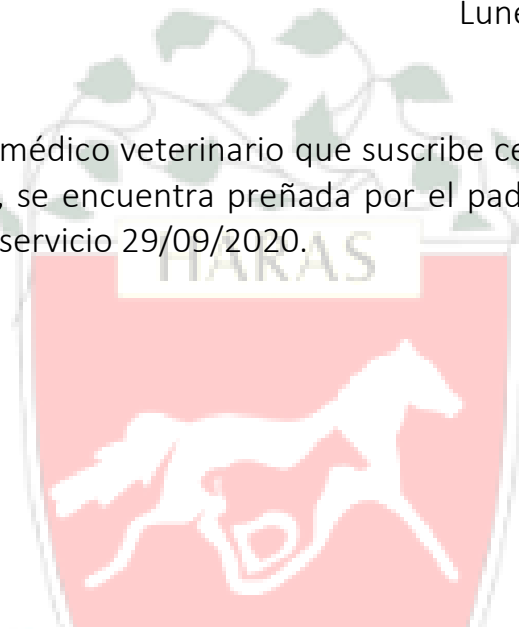 Lune
médico veterinario que suscribe ce
, se encuentra preñada por el pad
servicio 29/09/2020.
HARAS